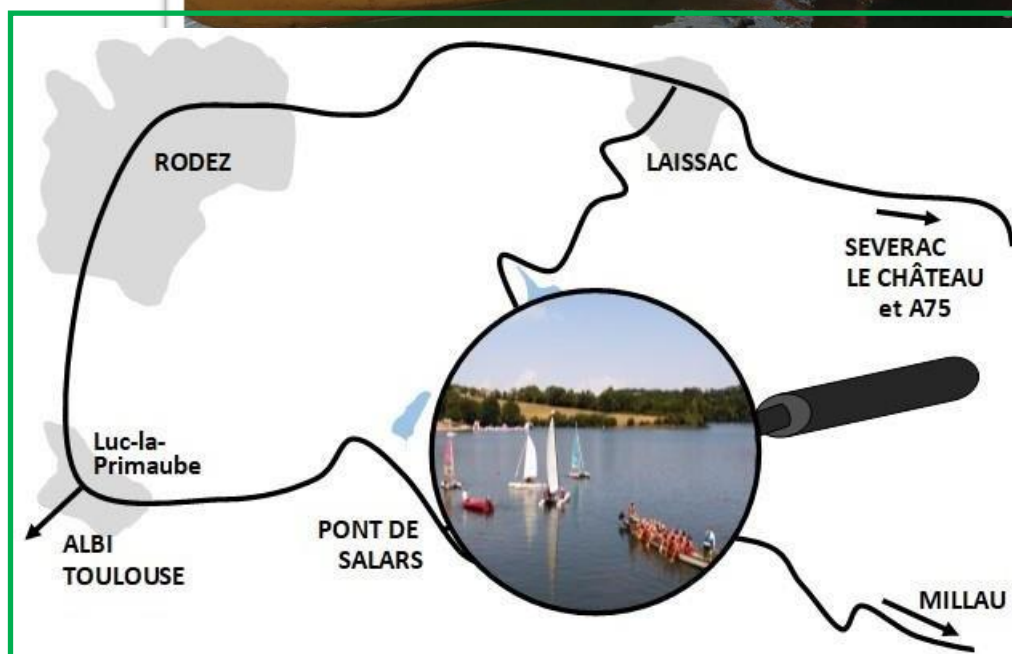 RODEZ
LAISSAC
SEVERAC
LE CHÂTEAU
et A75
Luc-la-
Primaube
PONT DE
SALARS
ALBI
TOULOUSE
MILLAU